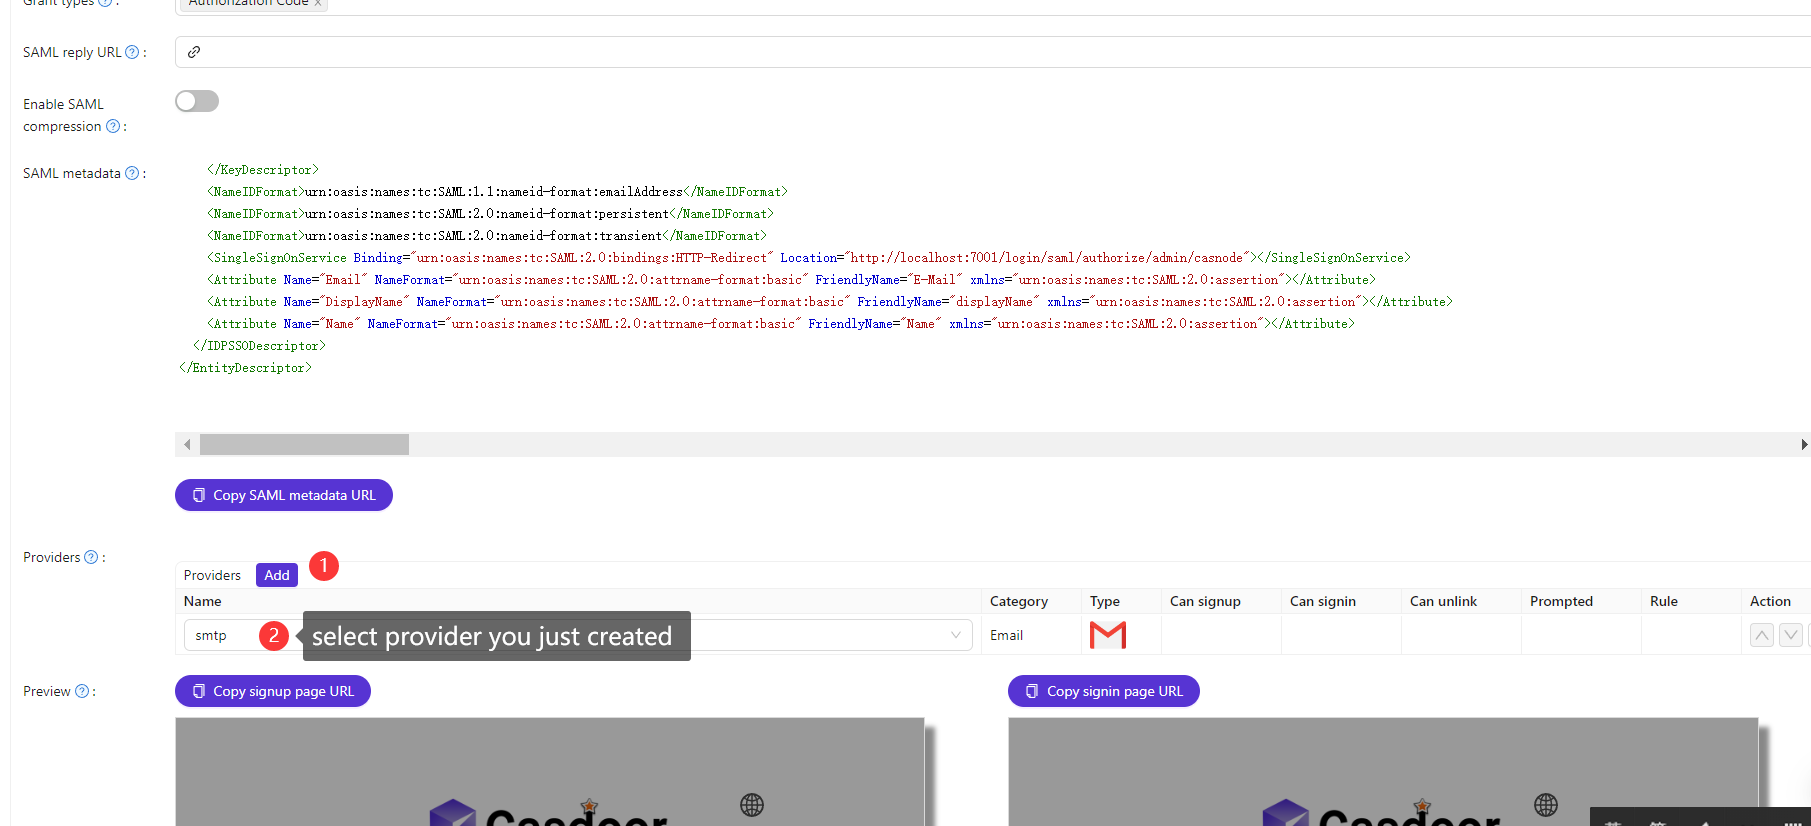 Grant types ? :
Authorization Code x
SAML reply URL ? :
Enable SAML
compression ? :
SAML metadata ? :
</KeyDescriptor>
<NameIDFormat>urn:oasis:names:tc:SAML:1.1:nameid-format:emailAddress</NameIDFormat>
<NameIDFormat>urn:oasis:names:tc:SAML:2.0:nameid-format:persistent</NameIDFormat>
<NameIDFormat>urn:oasis:names:tc:SAML:2.0:nameid-format:transient</NameIDFormat>
<SingleSignOnService Binding="urn:oasis:names:tc:SAML:2.0:bindings:HTTP-Redirect" Location="http://localhost:7001/login/saml/authorize/admin/casnode"></SingleSignOnService>
<Attribute Name="Email" NameFormat="urn:oasis:names:tc:SAML:2.0:attrname-format:basic" FriendlyName="E-Mail" xmlns="urn:oasis:names:tc:SAML:2.0:assertion"></Attribute>
<Attribute Name="DisplayName" NameFormat="urn:oasis:names:tc:SAML:2.0:attrname-format:basic" FriendlyName="displayName" xmlns="urn:oasis:names:tc:SAML:2.0:assertion"></Attribute>
<Attribute Name="Name" NameFormat="urn:oasis:names:tc:SAML:2.0:attrname-format:basic" FriendlyName="Name" xmlns="urn:oasis:names:tc:SAML:2.0:assertion"></Attribute>
</IDPSSODescriptor>
</EntityDescriptor>
Copy SAML metadata URL
Providers ? :
Providers Add 1
Name Category Type Can signup Can signin Can unlink Prompted Rule Action
smtp 2 select provider you just created Email
Preview ? :
Copy signup page URL
Copy signin page URL
Casdoor
Casdoor